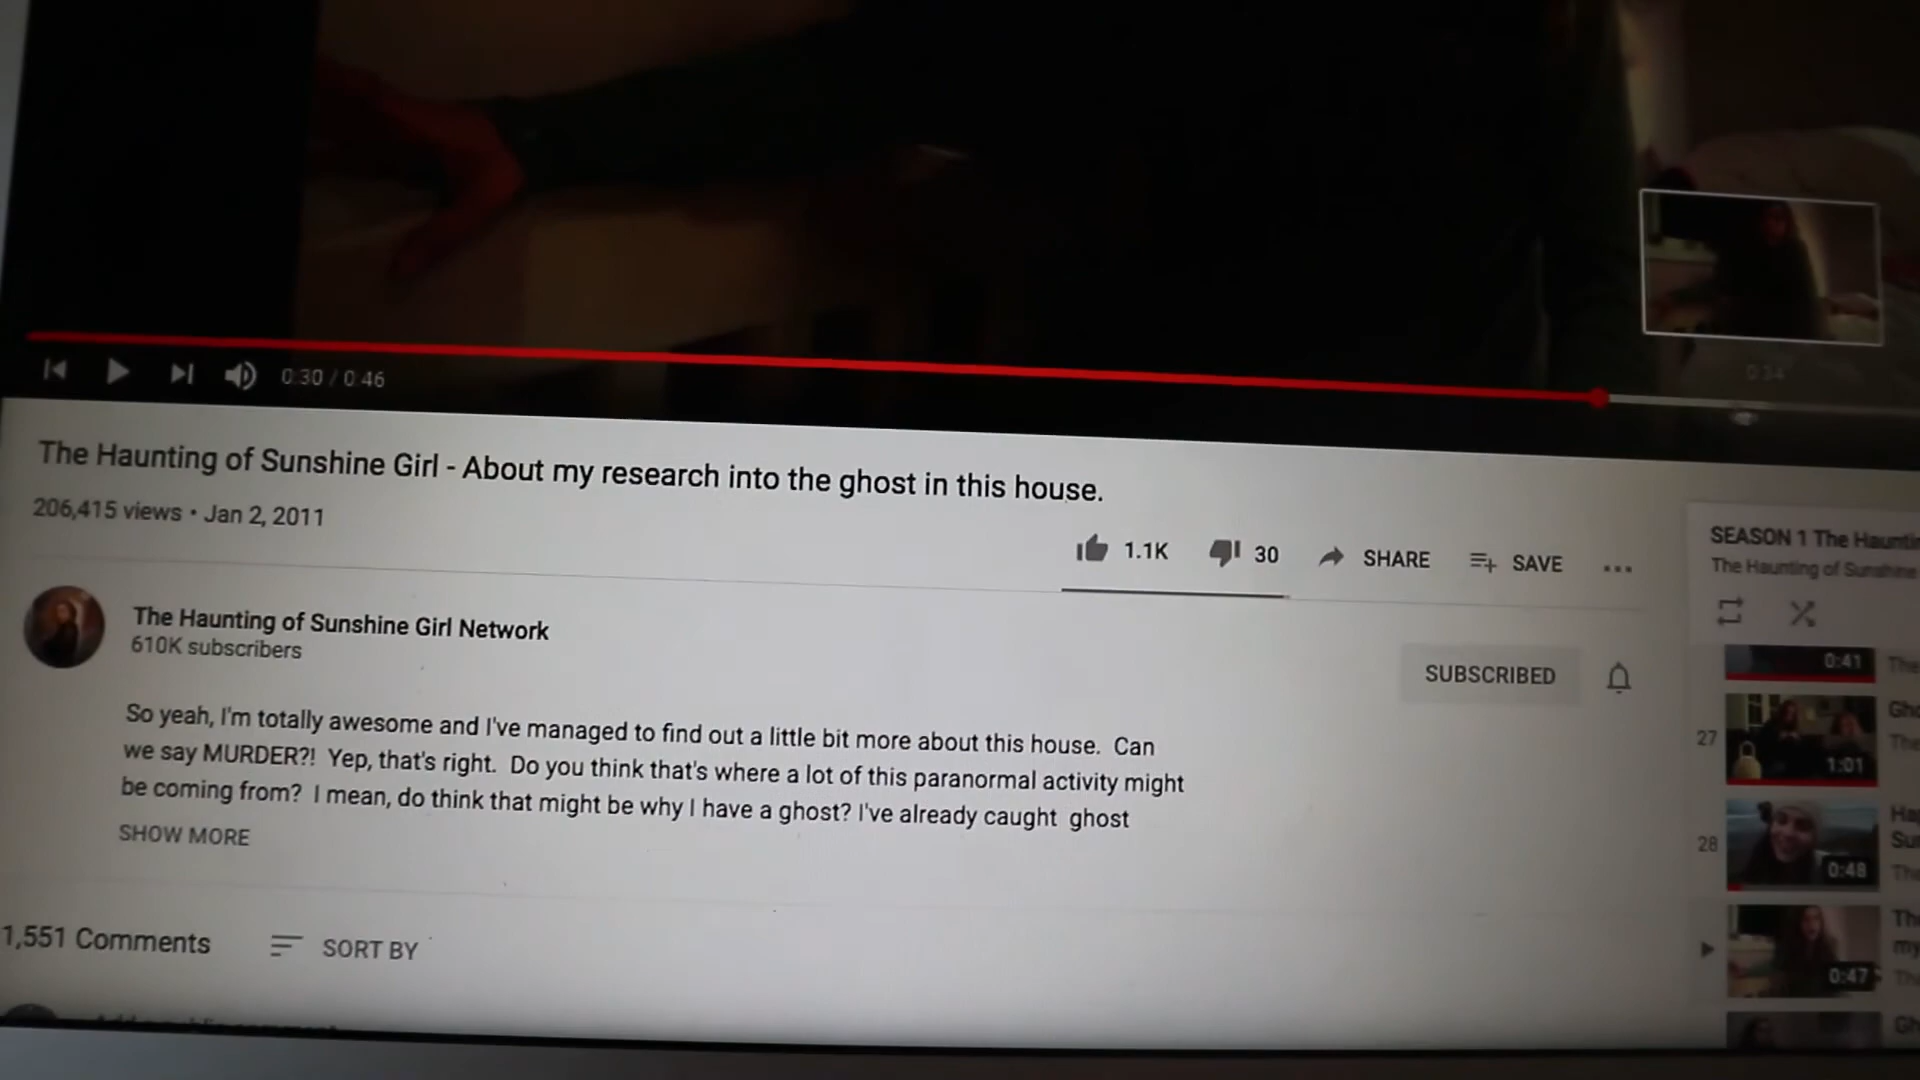 0:34
0:30 / 0:46
The Haunting of Sunshine Girl - About my research into the ghost in this house.
206,415 views • Jan 2, 2011
1.1K
30
SHARE
SAVE
The Haunting of Sunshine Girl Network
610K subscribers
SUBSCRIBED
So yeah, I'm totally awesome and I've managed to find out a little bit more about this house. Can
we say MURDER?! Yep, that's right. Do you think that's where a lot of this paranormal activity might
be coming from? I mean, do think that might be why I have a ghost? I've already caught ghost
SHOW MORE
1,551 Comments
SORT BY
SEASON 1 The
The Haunting of Sunshine
0:41
27
1:01
28
0:48
0:47